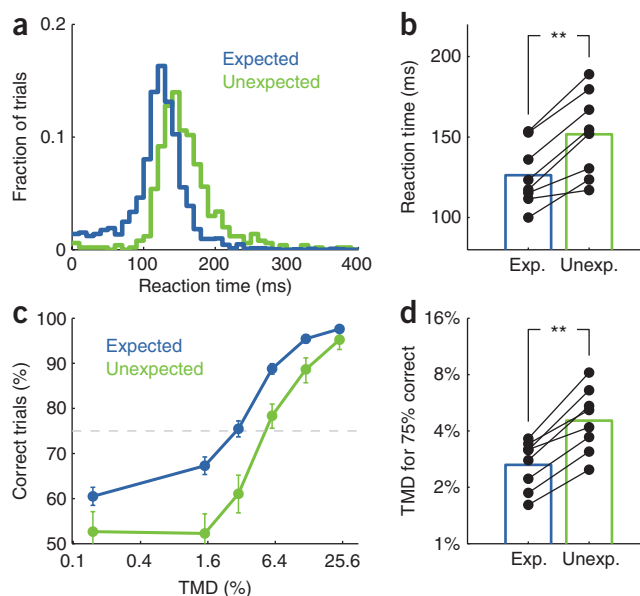 a
0.2
Expected
Unexpected
Fraction of trials
0.1
0
0
100
200
300
400
Reaction time (ms)
b
**
200
Reaction time (ms)
150
100
Exp.
Unexp.
c
100
Expected
Unexpected
90
Correct trials (%)
80
70
60
50
0.1
0.4
1.6
6.4
25.6
TMD (%)
d
16%
**
8%
TMD for 75% correct
4%
2%
1%
Exp.
Unexp.